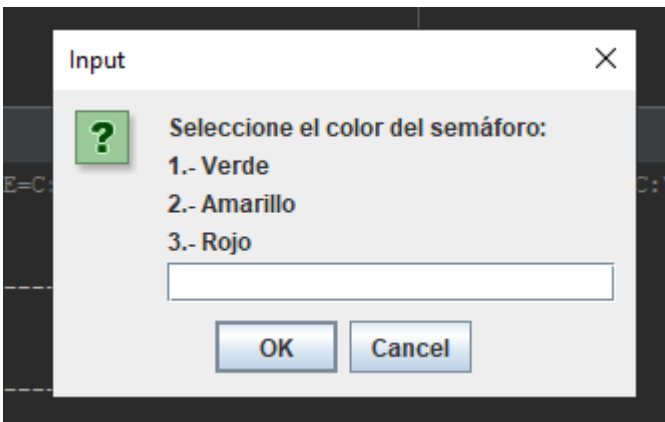 Input
?
Seleccione el color del semáforo:
1.- Verde
E=C: C:
2.- Amarillo
3.- Rojo
----
OK Cancel
----